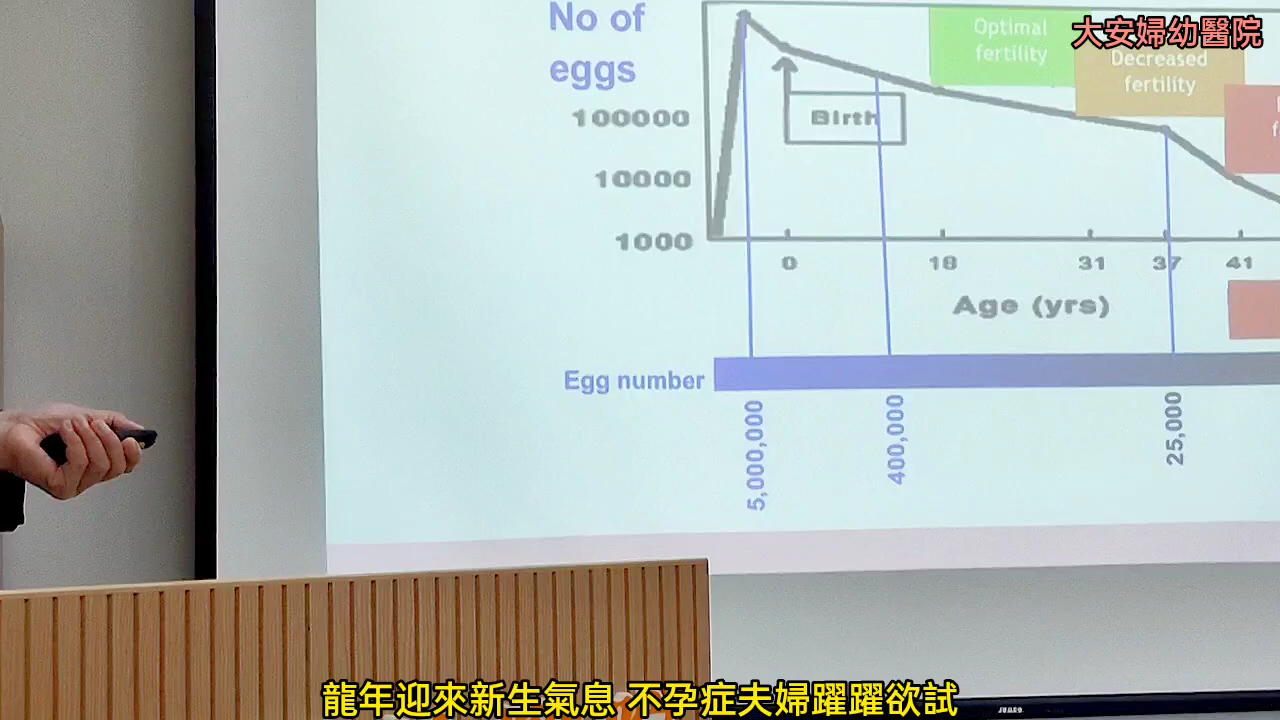 No of
eggs
100000
10000
1000
Birth
Optimal
fertility
大安婦幼醫院
Decreased
fertility
0
18
31
37
41
Age (yrs)
Egg number
5,000,000
400,000
25,000
龍年迎來新生氣息 不孕症夫婦躍躍欲試